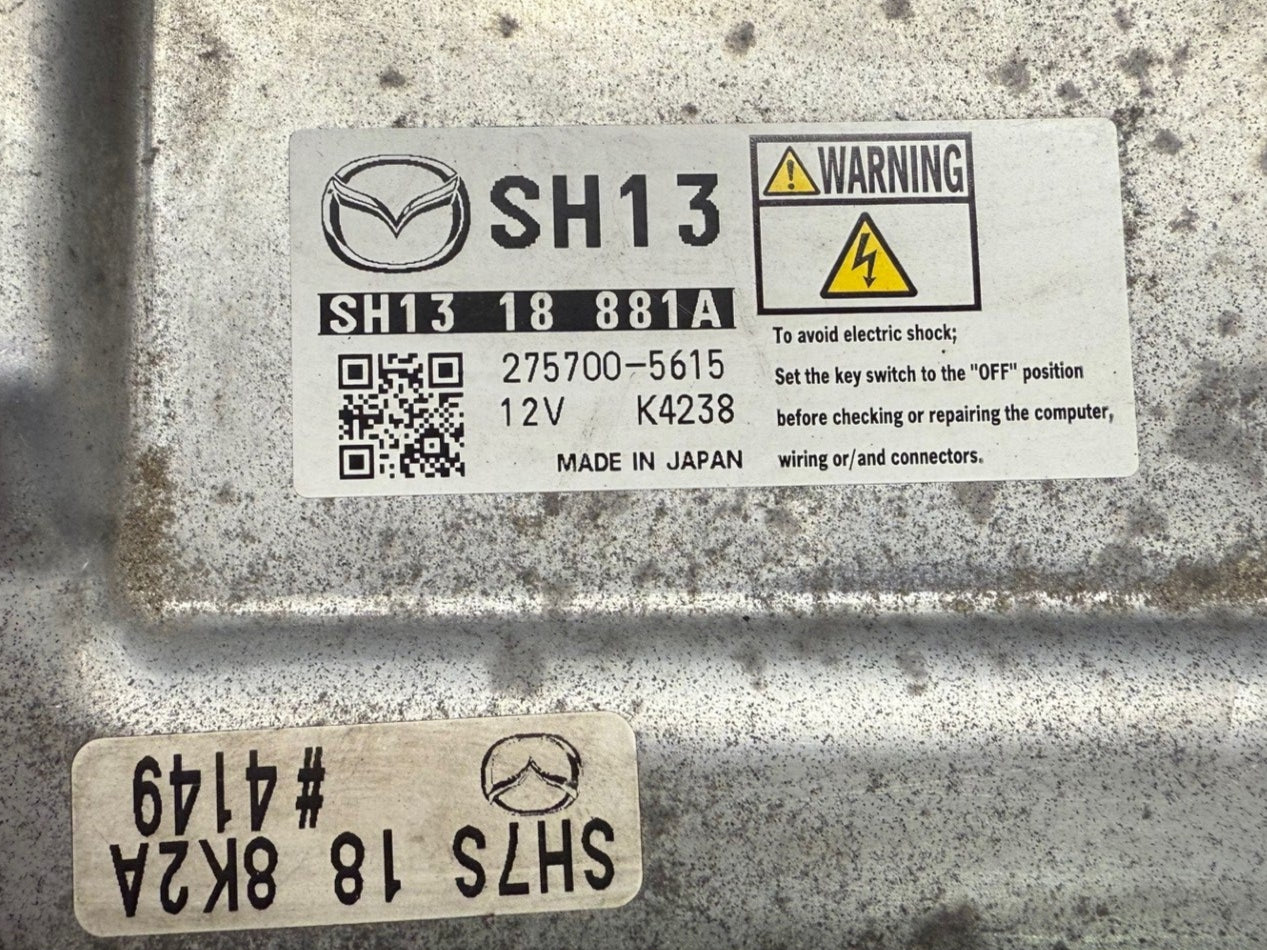 SH13
SH13 18 881A
275700-5615
12V K4238
MADE IN JAPAN
WARNING
To avoid electric shock;
Set the key switch to the "OFF" position
before checking or repairing the computer,
wiring or/and connectors.
SH7S 18 8K2A
#4149